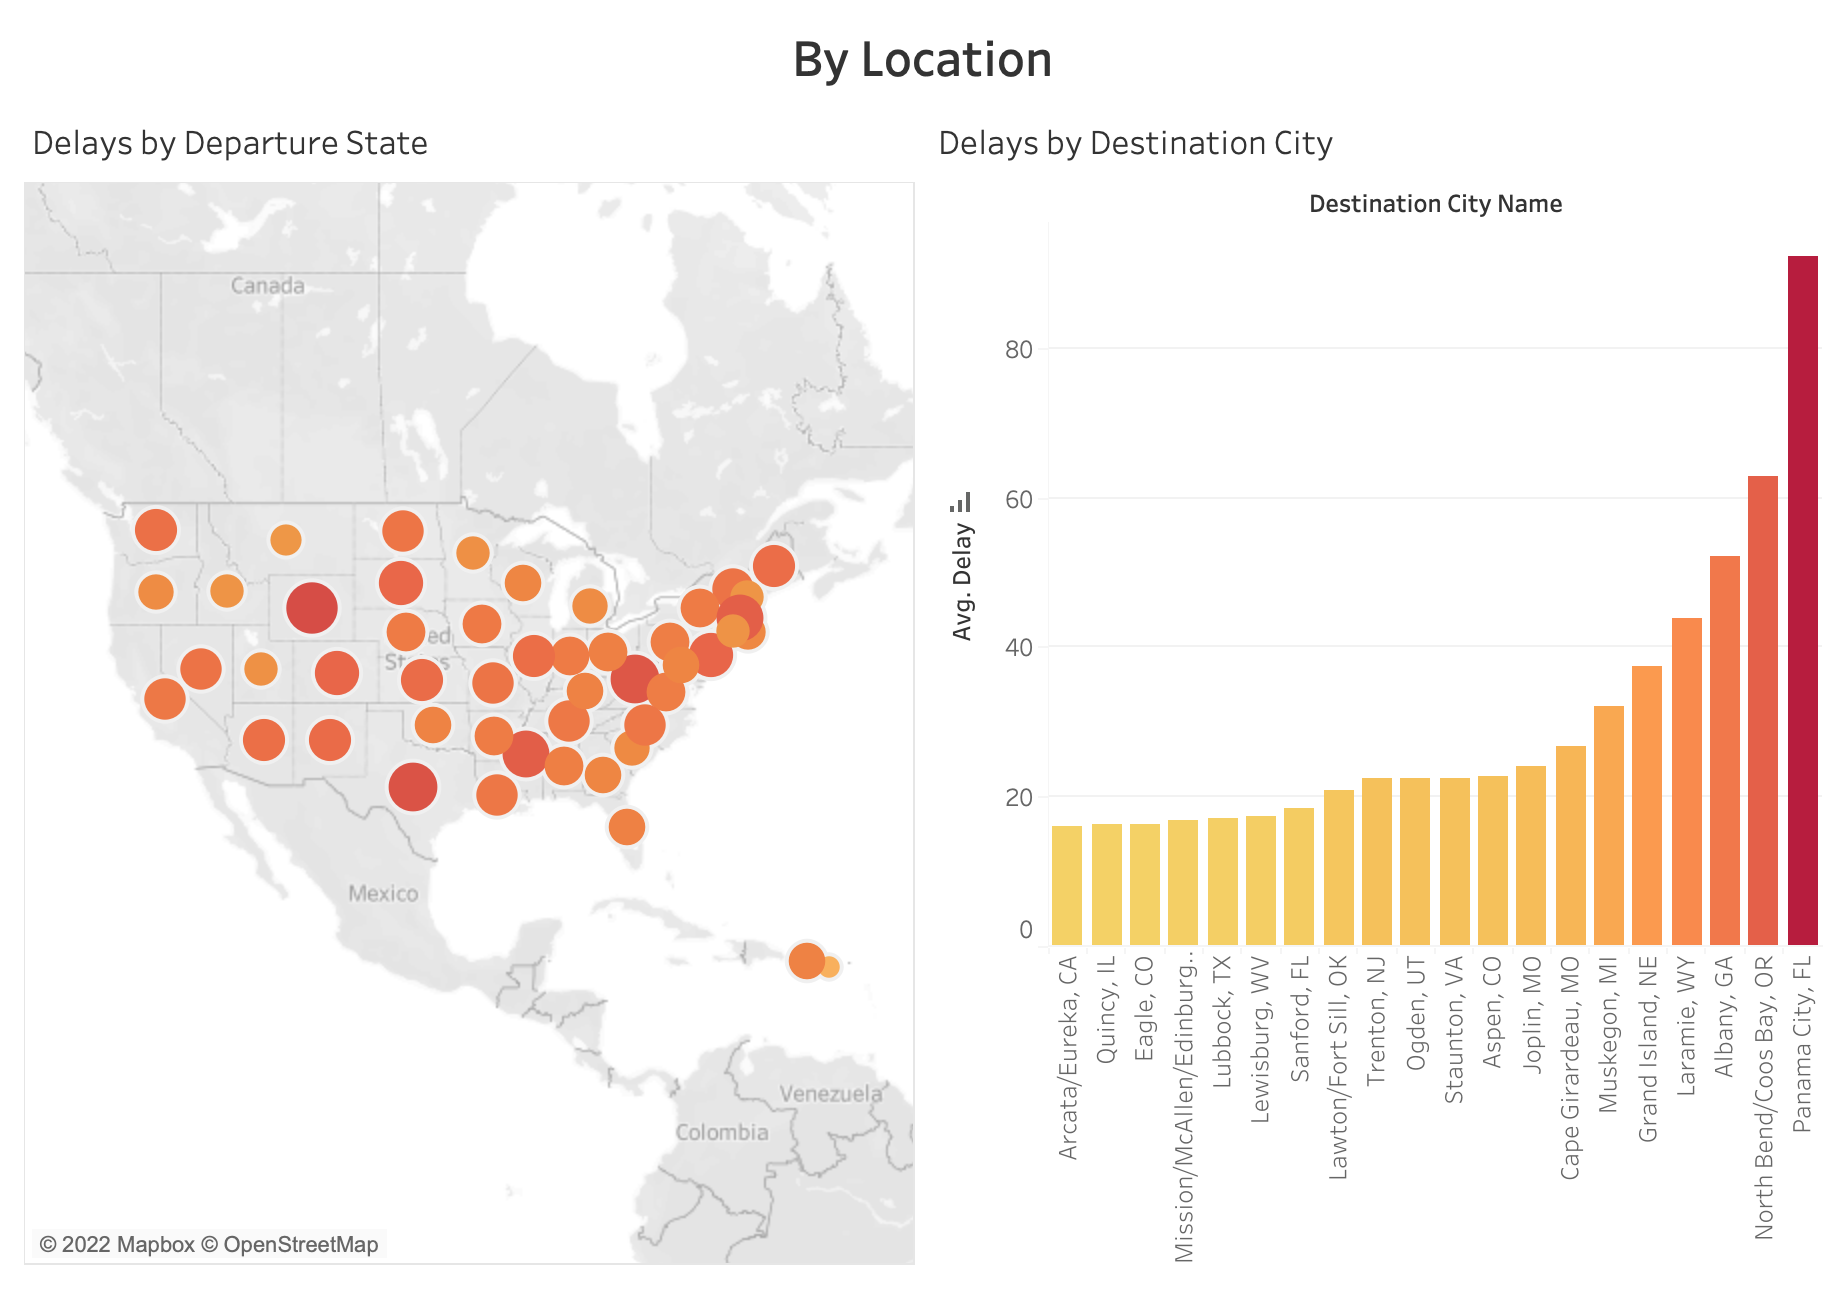 By Location
Delays by Departure State
Canada
ed
States
Mexico
Venezuela
Colombia
© 2022 Mapbox © OpenStreetMap
Delays by Destination City
Destination City Name
Avg. Delay
80
60
40
20
0
Arcata/Eureka, CA
Quincy, IL
Eagle, CO
Mission/McAllen/Edinburg..
Lubbock, TX
Lewisburg, WV
Sanford, FL
Lawton/Fort Sill, OK
Trenton, NJ
Ogden, UT
Staunton, VA
Aspen, CO
Joplin, MO
Cape Girardeau, MO
Muskegon, MI
Grand Island, NE
Laramie, WY
Albany, GA
North Bend/Coos Bay, OR
Panama City, FL